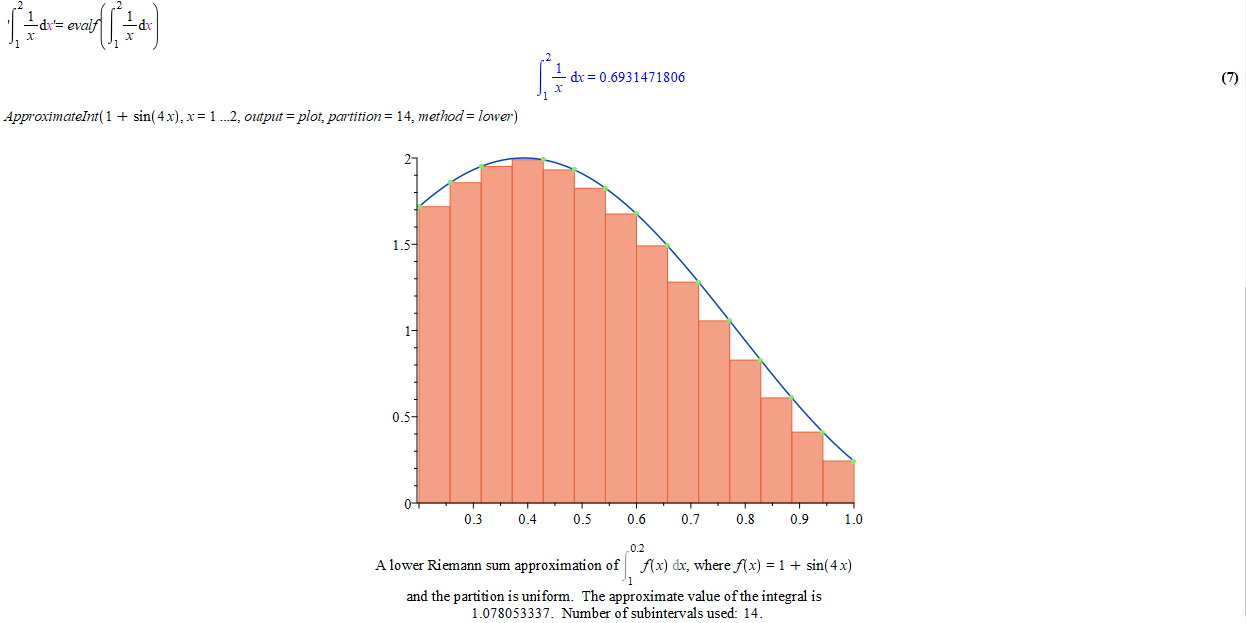 '∫₁² 1/x dx'= evalf(∫₁² 1/x dx)
∫₁² 1/x dx = 0.6931471806
(7)
ApproximateInt(1 + sin(4 x), x = 1 ...2, output = plot, partition = 14, method = lower)
2
1.5
1
0.5
0
0.3 0.4 0.5 0.6 0.7 0.8 0.9 1.0
A lower Riemann sum approximation of ∫₁^0.2 f(x) dx, where f(x) = 1 + sin(4 x)
and the partition is uniform. The approximate value of the integral is
1.078053337. Number of subintervals used: 14.